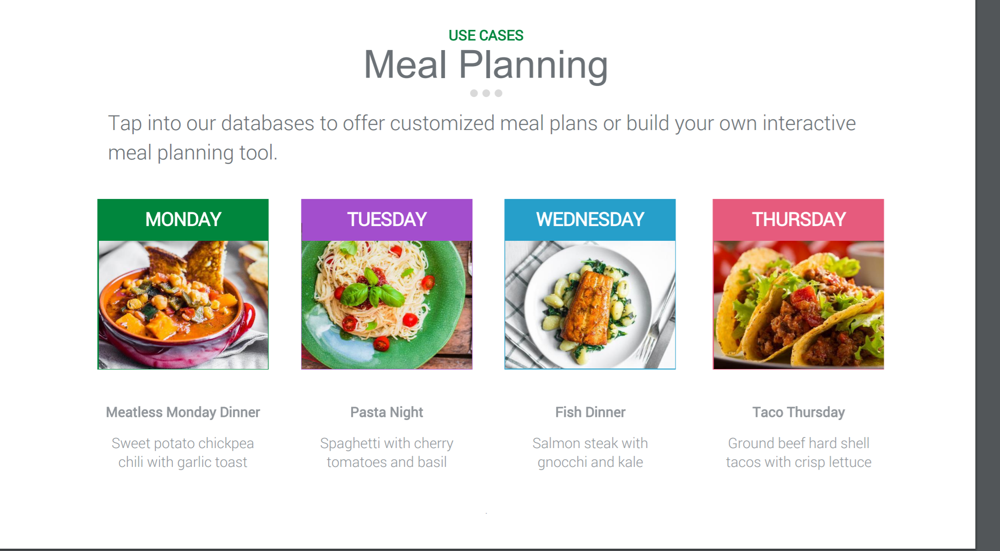 USE CASES
Meal Planning
Tap into our databases to offer customized meal plans or build your own interactive
meal planning tool.
MONDAY
TUESDAY
WEDNESDAY
THURSDAY
Meatless Monday Dinner
Sweet potato chickpea
chili with garlic toast
Pasta Night
Spaghetti with cherry
tomatoes and basil
Fish Dinner
Salmon steak with
gnocchi and kale
Taco Thursday
Ground beef hard shell
tacos with crisp lettuce